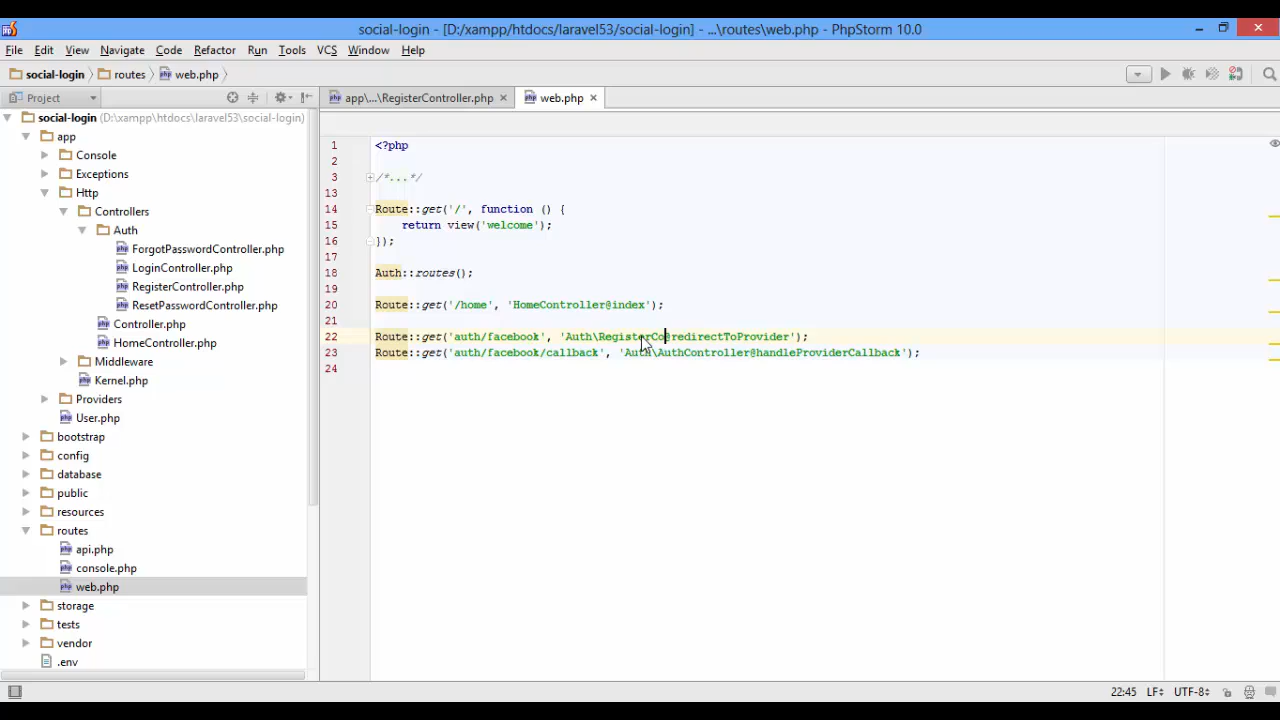 social-login - [D:/xampp/htdocs/laravel53/social-login] - ...\routes\web.php - PhpStorm 10.0
File Edit View Navigate Code Refactor Run Tools VCS Window Help
social-login routes web.php
Project
app\...\RegisterController.php
web.php
social-login (D:\xampp\htdocs\laravel53\social-login)
app
Console
Exceptions
Http
Controllers
Auth
ForgotPasswordController.php
LoginController.php
RegisterController.php
ResetPasswordController.php
Controller.php
HomeController.php
Middleware
Kernel.php
Providers
User.php
bootstrap
config
database
public
resources
routes
api.php
console.php
web.php
storage
tests
vendor
.env
1 <?php
2
3 /*...*/
13
14 Route::get('/', function () {
15 return view('welcome');
16 });
17
18 Auth::routes();
19
20 Route::get('/home', 'HomeController@index');
21
22 Route::get('auth/facebook', 'Auth\RegisterCo@redirectToProvider');
23 Route::get('auth/facebook/callback', 'Auth\AuthController@handleProviderCallback');
24
22:45 LF UTF-8